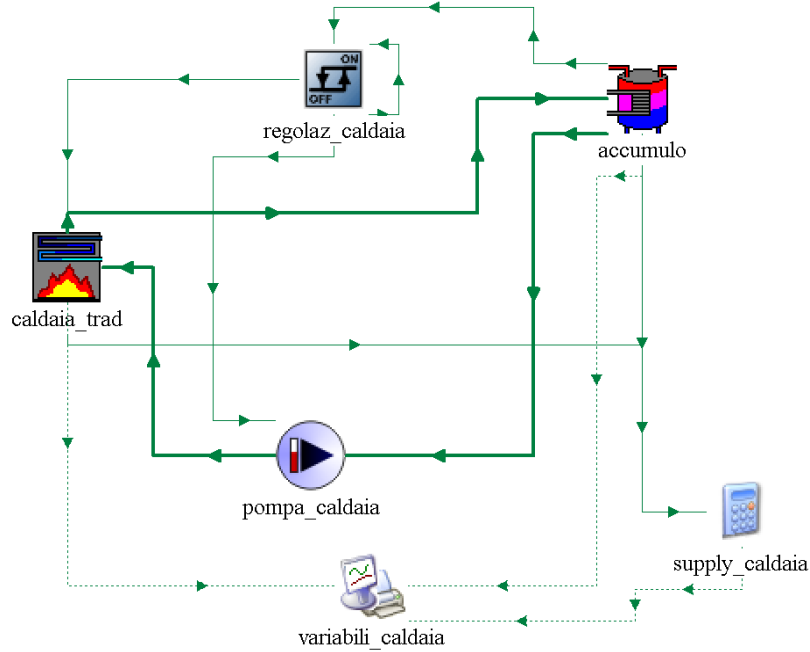 ON
OFF
regolaz_caldaia
accumulo
caldaia_trad
pompa_caldaia
supply_caldaia
variabili_caldaia